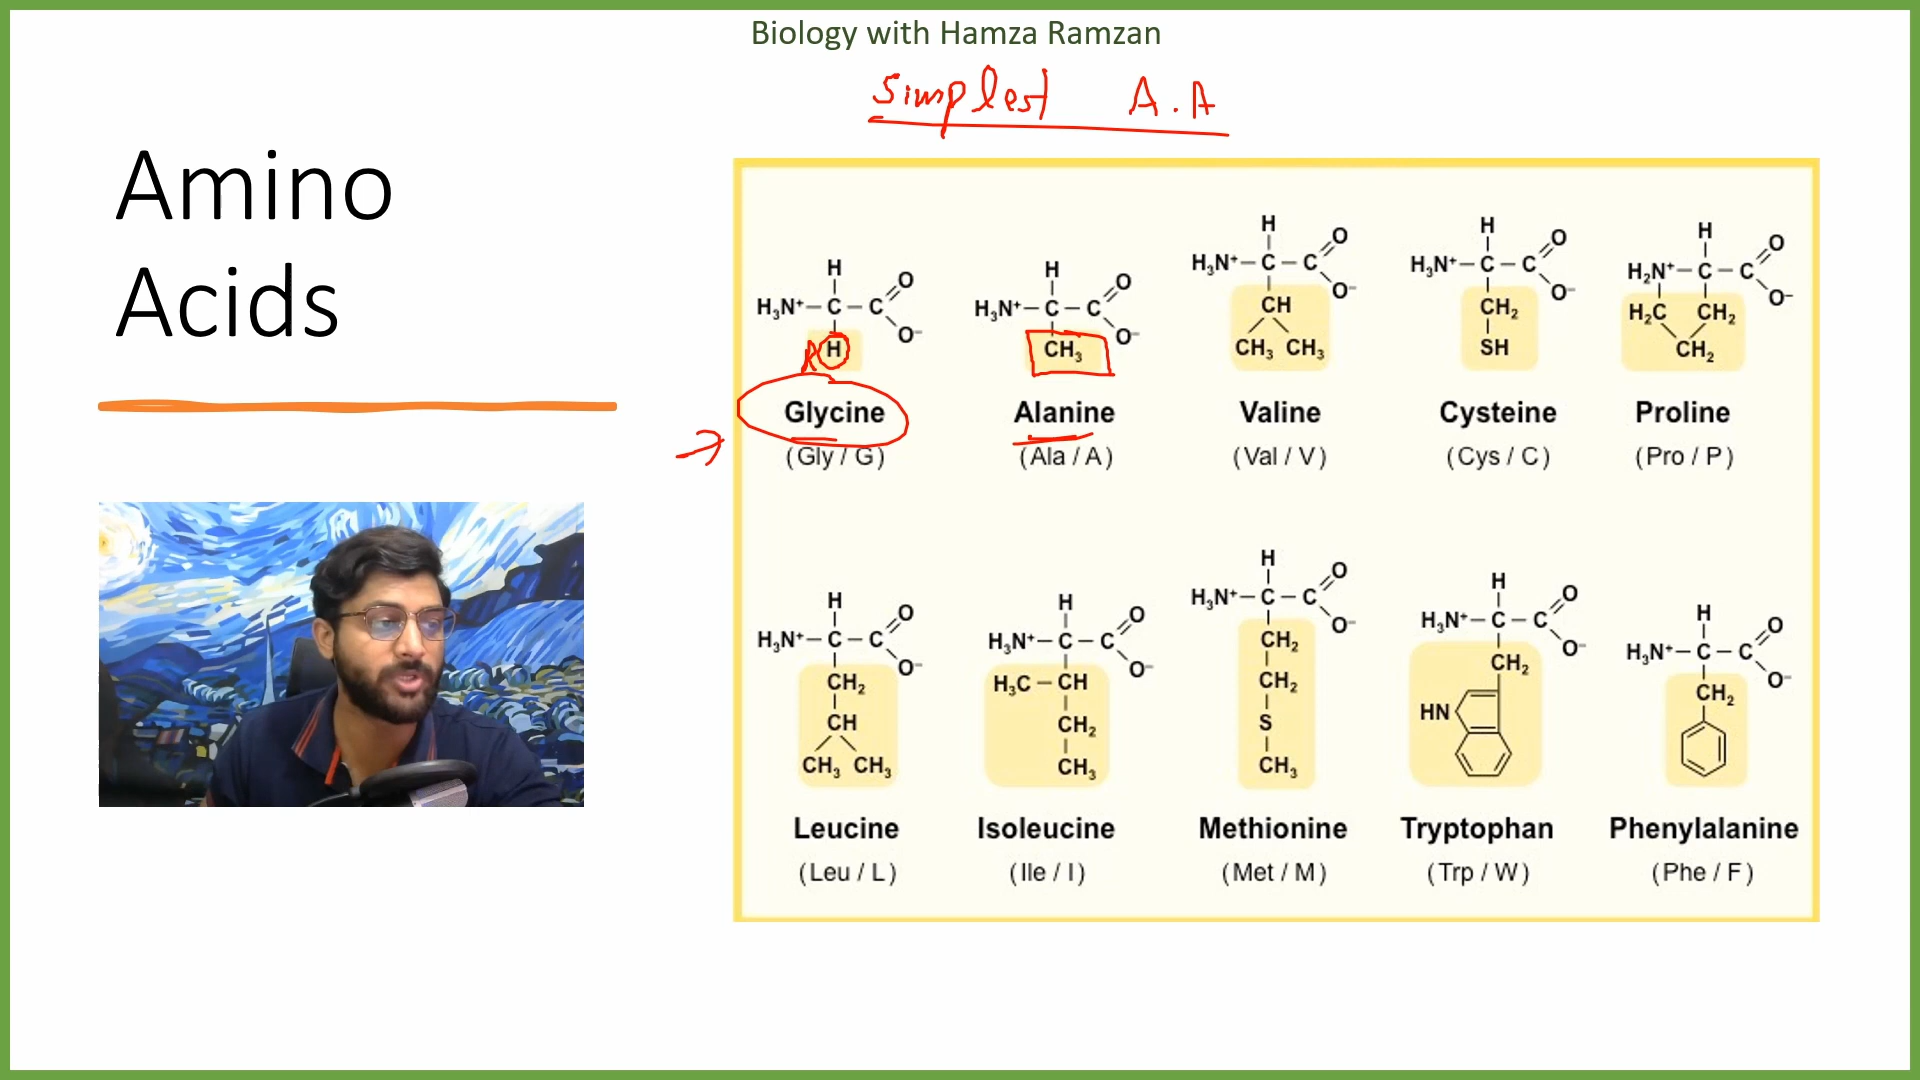 Biology with Hamza Ramzan
Simplest A.A
Amino
Acids
H H H H H
H₃N⁺–C–C O O⁻ H₃N⁺–C–C O O⁻ H₃N⁺–C–C O O⁻ H₃N⁺–C–C O O⁻ H₂N⁺–C–C O O⁻
R H CH₃ CH CH₂ H₂C CH₂
CH₃ CH₃ SH CH₂
Glycine Alanine Valine Cysteine Proline
(Gly / G) (Ala / A) (Val / V) (Cys / C) (Pro / P)
H H H H H
H₃N⁺–C–C O O⁻ H₃N⁺–C–C O O⁻ H₃N⁺–C–C O O⁻ H₃N⁺–C–C O O⁻ H₃N⁺–C–C O O⁻
CH₂ H₃C–CH CH₂ CH₂ CH₂
CH CH₂ CH₂ HN
CH₃ CH₃ CH₃ S
CH₃
Leucine Isoleucine Methionine Tryptophan Phenylalanine
(Leu / L) (Ile / I) (Met / M) (Trp / W) (Phe / F)